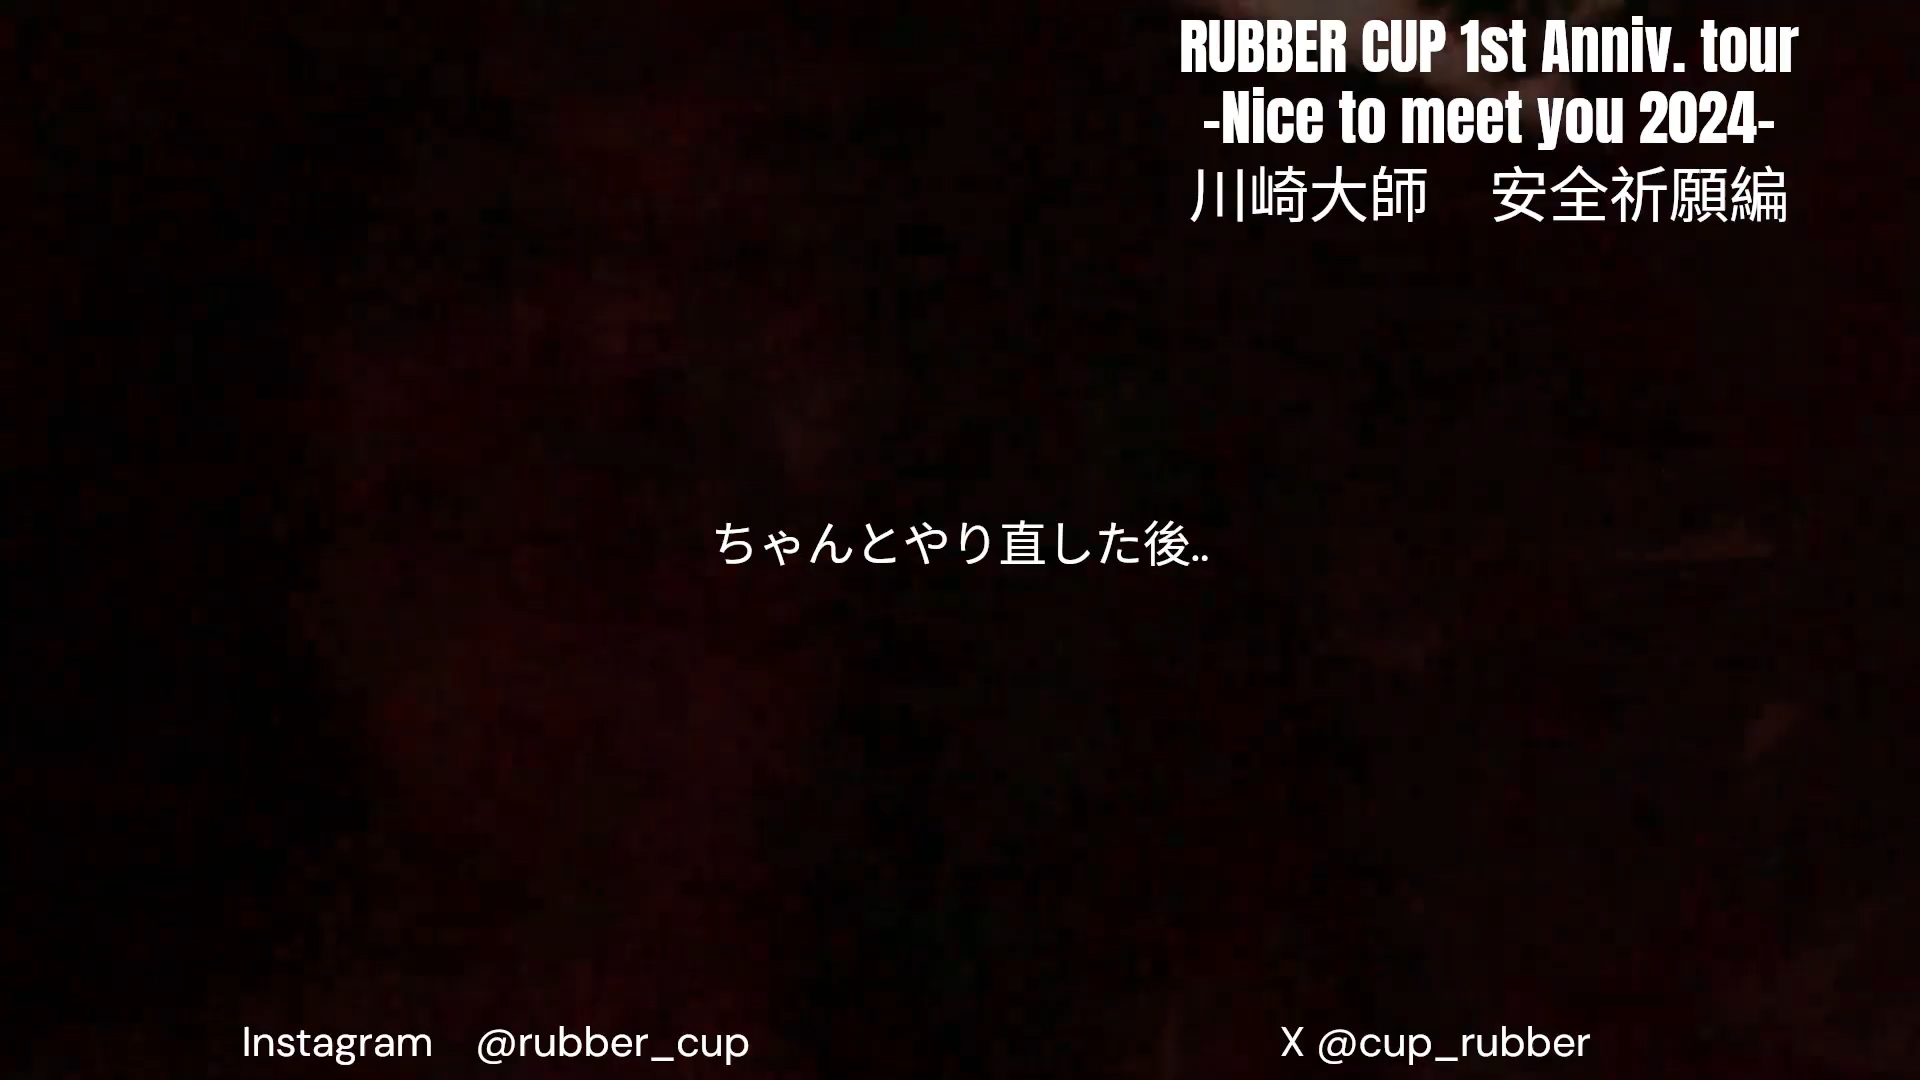 RUBBER CUP 1st Anniv. tour
-Nice to meet you 2024-
川崎大師　安全祈願編
ちゃんとやり直した後..
Instagram　@rubber_cup
X @cup_rubber